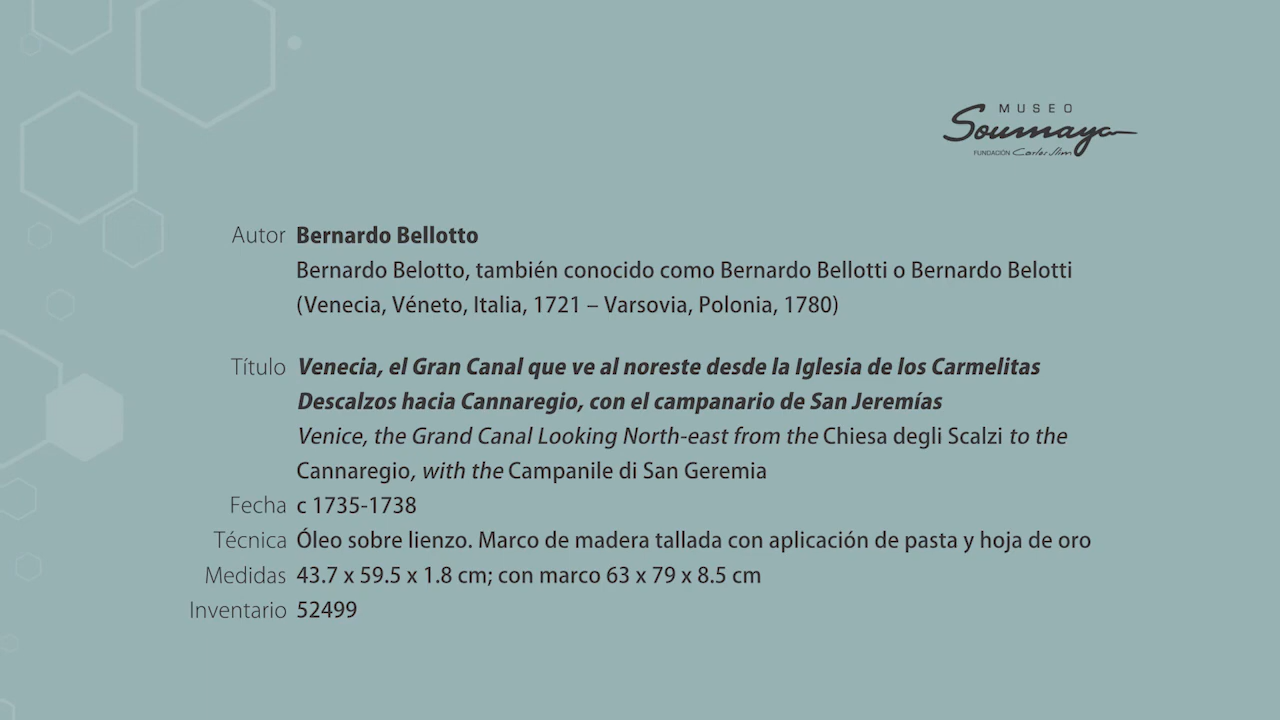 MUSEO
Soumaya
FUNDACIÓN Carlos Slim
Autor Bernardo Bellotto
Bernardo Belotto, también conocido como Bernardo Bellotti o Bernardo Belotti
(Venecia, Véneto, Italia, 1721 – Varsovia, Polonia, 1780)
Título Venecia, el Gran Canal que ve al noreste desde la Iglesia de los Carmelitas
Descalzos hacia Cannaregio, con el campanario de San Jeremías
Venice, the Grand Canal Looking North-east from the Chiesa degli Scalzi to the
Cannaregio, with the Campanile di San Geremia
Fecha c 1735-1738
Técnica Óleo sobre lienzo. Marco de madera tallada con aplicación de pasta y hoja de oro
Medidas 43.7 x 59.5 x 1.8 cm; con marco 63 x 79 x 8.5 cm
Inventario 52499